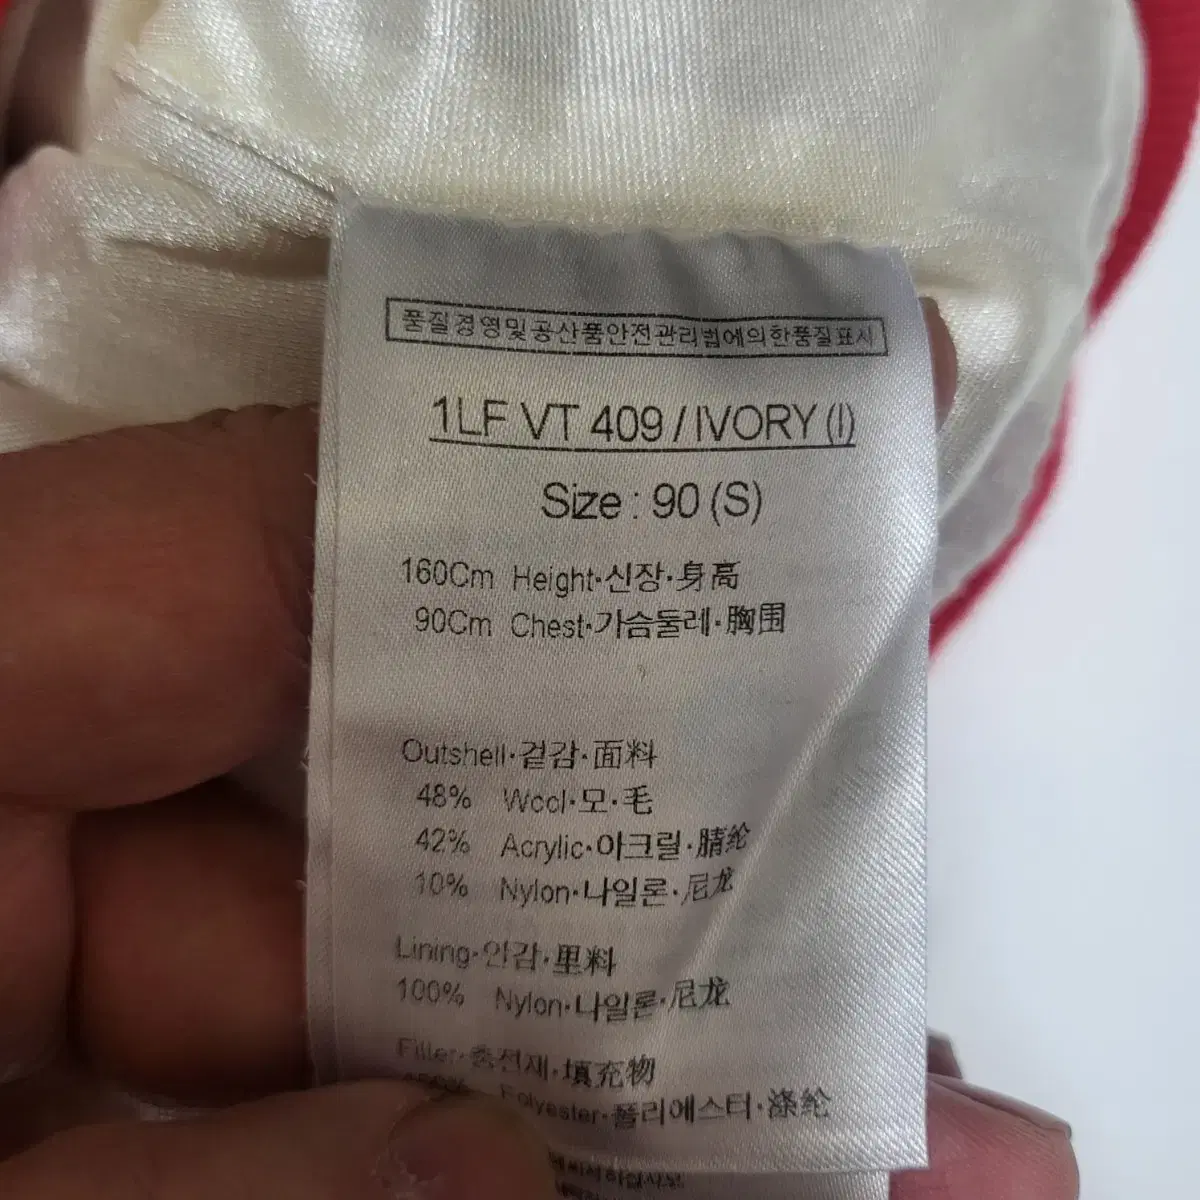 품질경영및공산품안전관리법에의한품질표시
1LF VT 409 / IVORY (I)
Size : 90 (S)
160Cm Height·신장·身高
90Cm Chest·가슴둘레·胸围
Outshell·겉감·面料
48% Wool·모·毛
42% Acrylic·아크릴·腈纶
10% Nylon·나일론·尼龙
Lining·안감·里料
100% Nylon·나일론·尼龙
Filler·충전재·填充物
Polyester·폴리에스터·涤纶